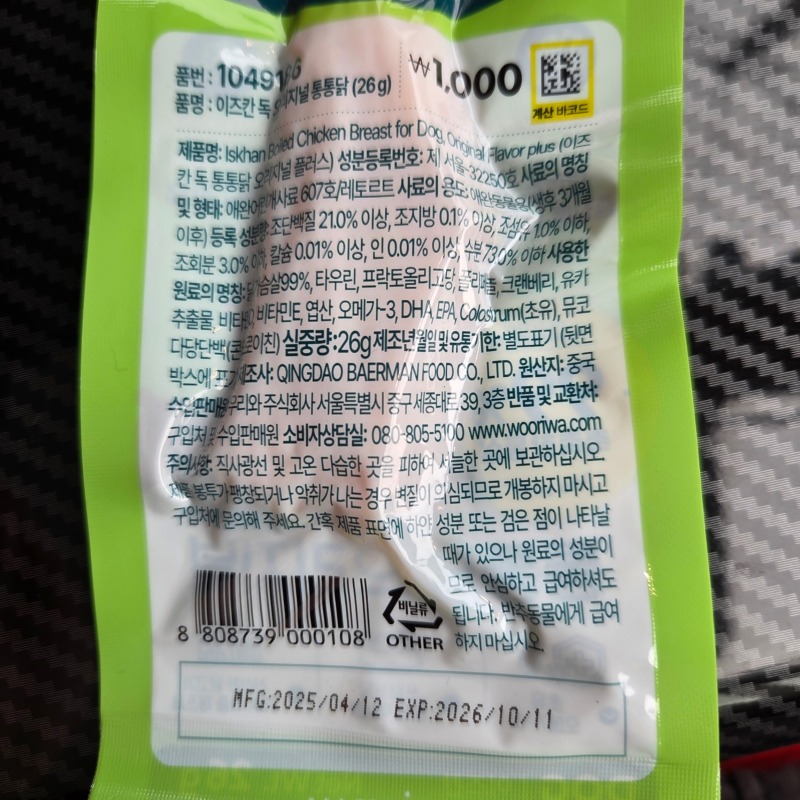 품번 : 10491
품명 : 이즈칸 독 오리지널 통통닭 (26g)
₩1,000
계산 바코드
제품명: Iskhan Boiled Chicken Breast for Dog, Original Flavor plus (이즈
칸 독 통통닭 오리지널 플러스) 성분등록번호: 제 서울-32250호 사료의 명칭
및 형태: 애완어린개사료 607호/레토르트 사료의 용도: 애완동물용(생후 3개월
이후) 등록 성분량: 조단백질 21.0% 이상, 조지방 0.1% 이상, 조섬유 1.0% 이하,
조회분 3.0% 이하, 칼슘 0.01% 이상, 인 0.01% 이상, 수분 73.0% 이하 사용한
원료의 명칭: 닭가슴살99%, 타우린, 프락토올리고당, 폴리페놀, 크랜베리, 유카
추출물, 비타민E, 엽산, 오메가-3, DHA, EPA, Colostrum(초유), 뮤코
다당단백(콘드로이친) 실중량:26g 제조년월일 및 유통기한: 별도표기 (뒷면
박스에 표기) 제조사: QINGDAO BAERMAN FOOD CO., LTD. 원산지: 중국
수입판매원: 우리와 주식회사 서울특별시 중구 세종대로 39, 3층 반품 및 교환처:
구입처 및 수입판매원 소비자상담실: 080-805-5100 www.wooriwa.com
주의사항: 직사광선 및 고온 다습한 곳을 피하여 서늘한 곳에 보관하십시오.
제품 봉투가 팽창되거나 악취가 나는 경우 변질이 의심되므로 개봉하지 마시고
구입처에 문의해 주세요. 간혹 제품 표면에 하얀 성분 또는 검은 점이 나타날
때가 있으나 원료의 성분이
므로 안심하고 급여하셔도
됩니다. 반추동물에게 급여
하지 마십시오.
8 808739 000108
비닐류
OTHER
MFG:2025/04/12 EXP:2026/10/11